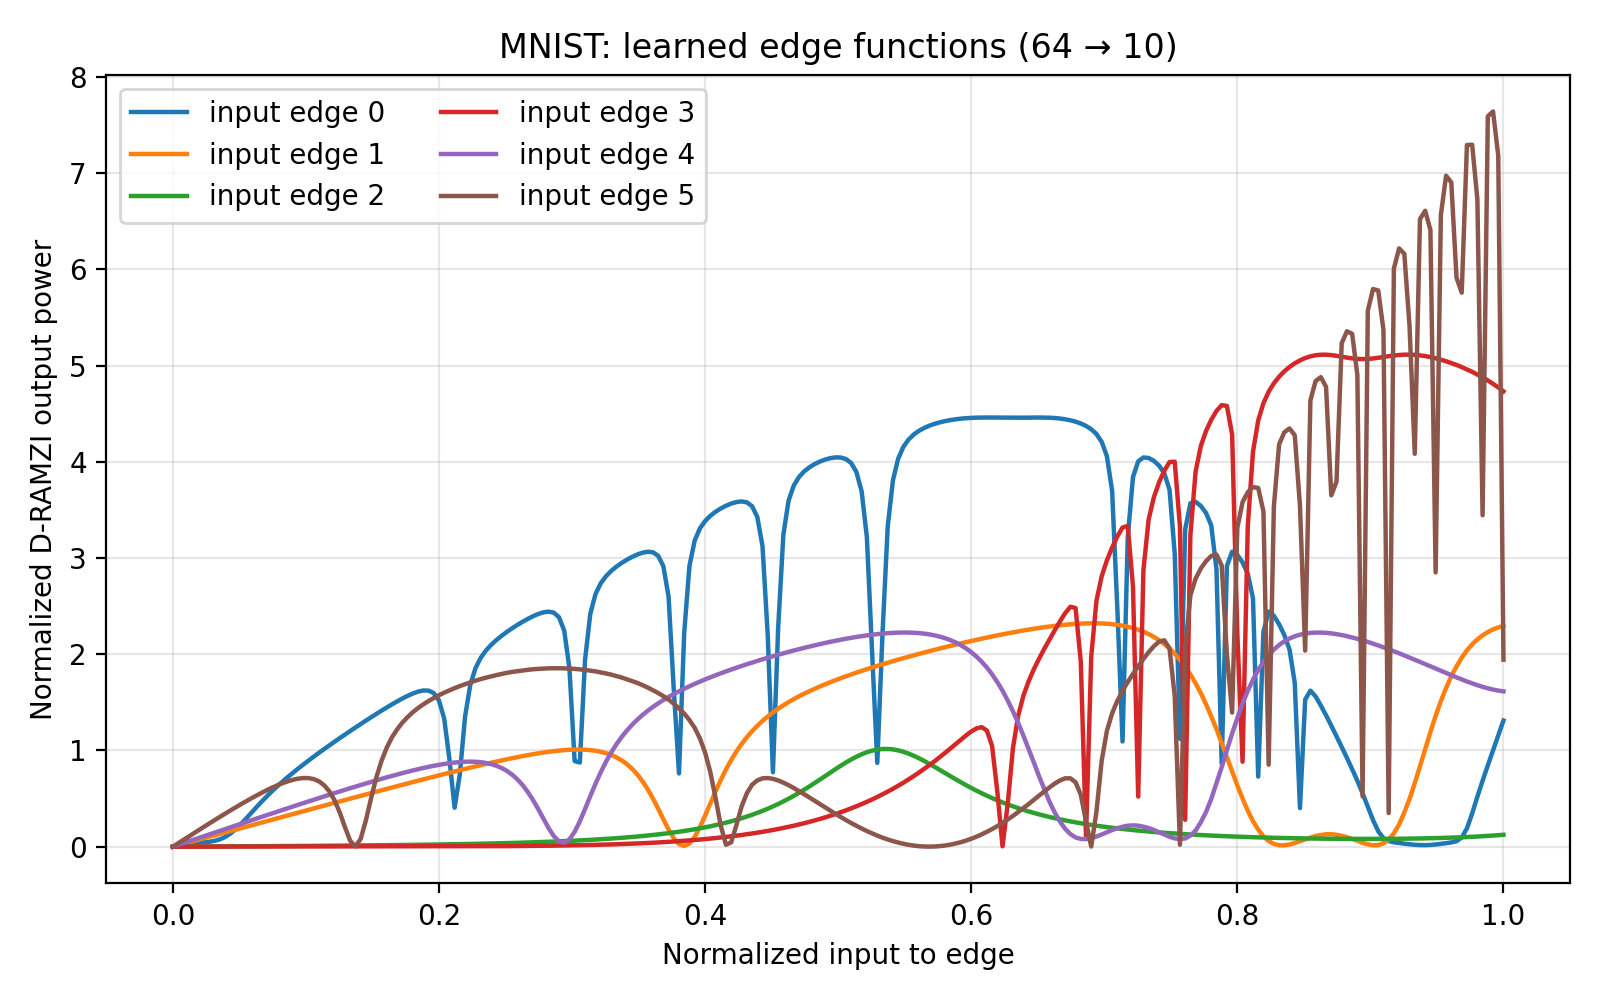 MNIST: learned edge functions (64 → 10)
8
7
6
5
4
3
2
1
0
Normalized D-RAMZI output power
input edge 0
input edge 1
input edge 2
input edge 3
input edge 4
input edge 5
0.0 0.2 0.4 0.6 0.8 1.0
Normalized input to edge